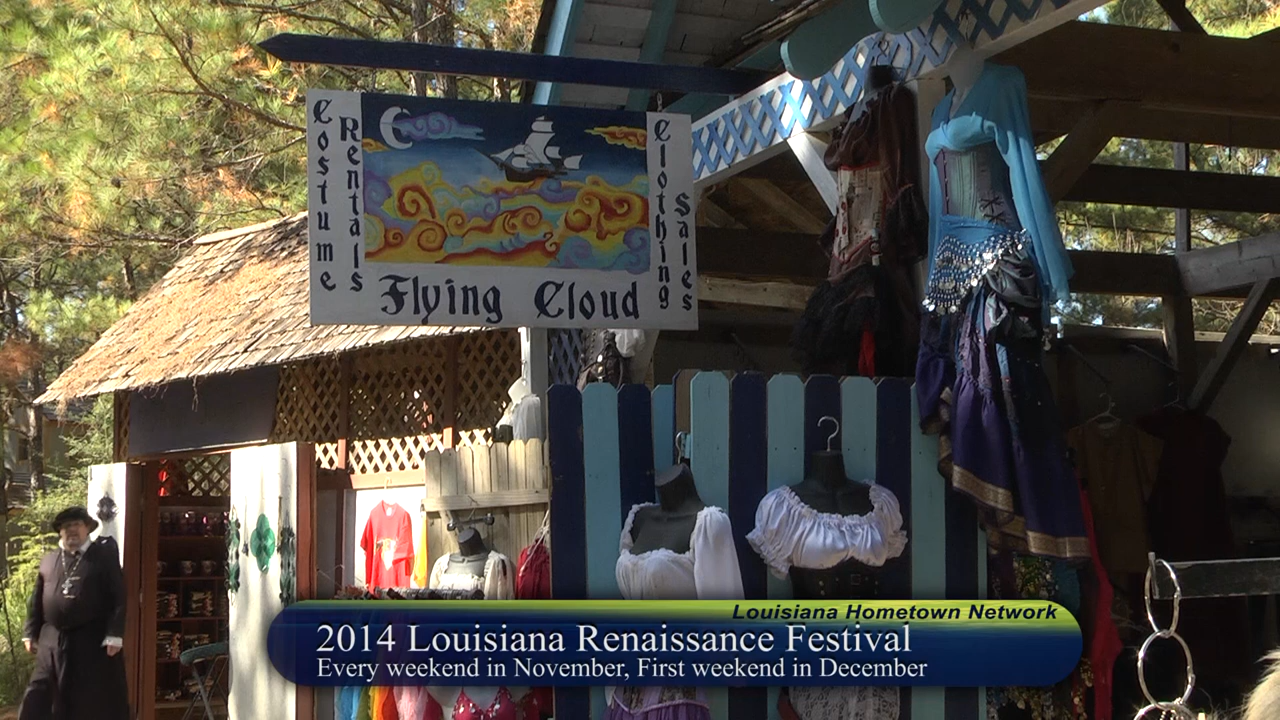 Costume
Rentals
Clothing
Sales
Flying Cloud
Louisiana Hometown Network
2014 Louisiana Renaissance Festival
Every weekend in November, First weekend in December